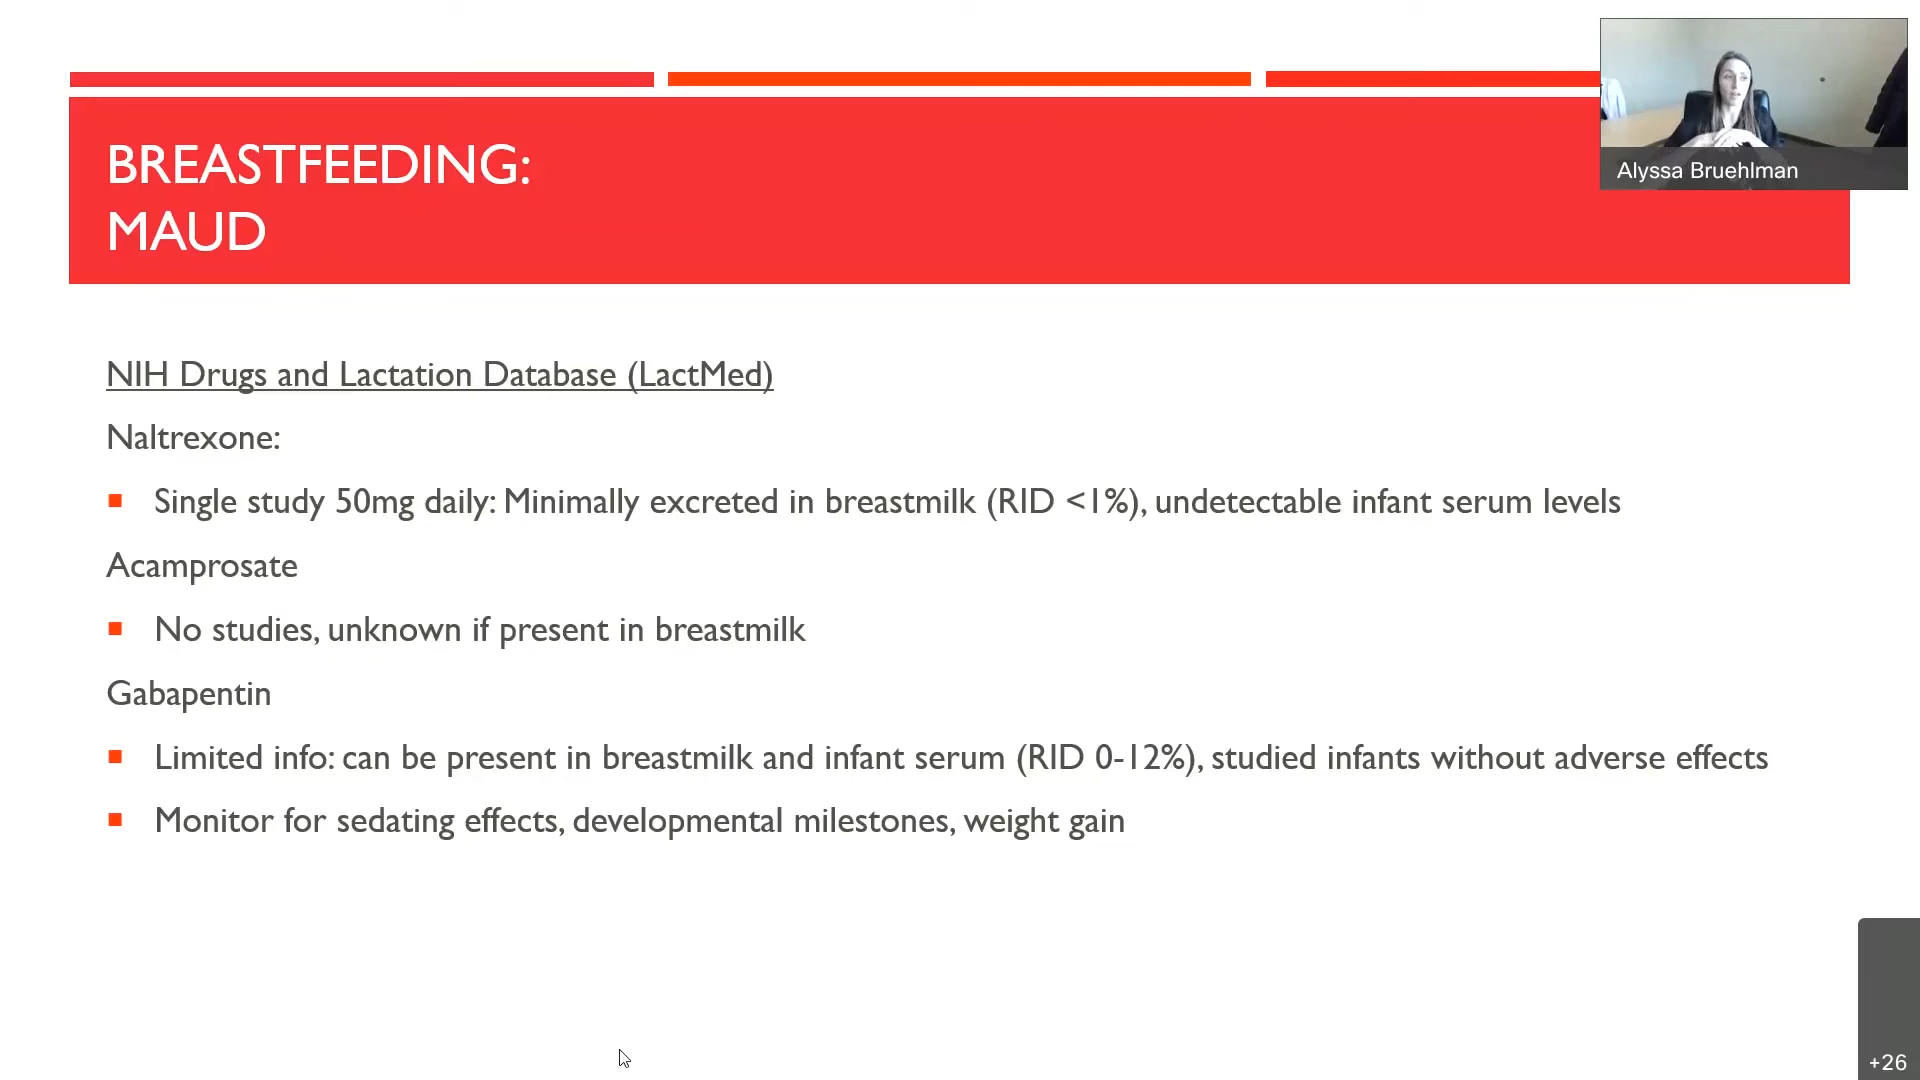 BREASTFEEDING:
MAUD
Alyssa Bruehlman
NIH Drugs and Lactation Database (LactMed)
Naltrexone:
Single study 50mg daily: Minimally excreted in breastmilk (RID <1%), undetectable infant serum levels
Acamprosate
No studies, unknown if present in breastmilk
Gabapentin
Limited info: can be present in breastmilk and infant serum (RID 0-12%), studied infants without adverse effects
Monitor for sedating effects, developmental milestones, weight gain
+26